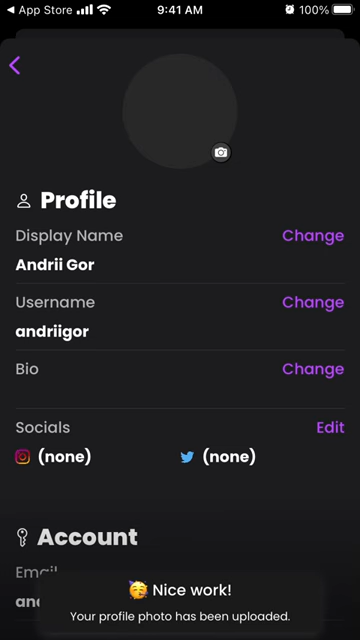 App Store
9:41 AM
100%
Profile
Display Name
Change
Andrii Gor
Username
Change
andriigor
Bio
Change
Socials
Edit
(none)
(none)
Account
Email
🥳 Nice work!
Your profile photo has been uploaded.